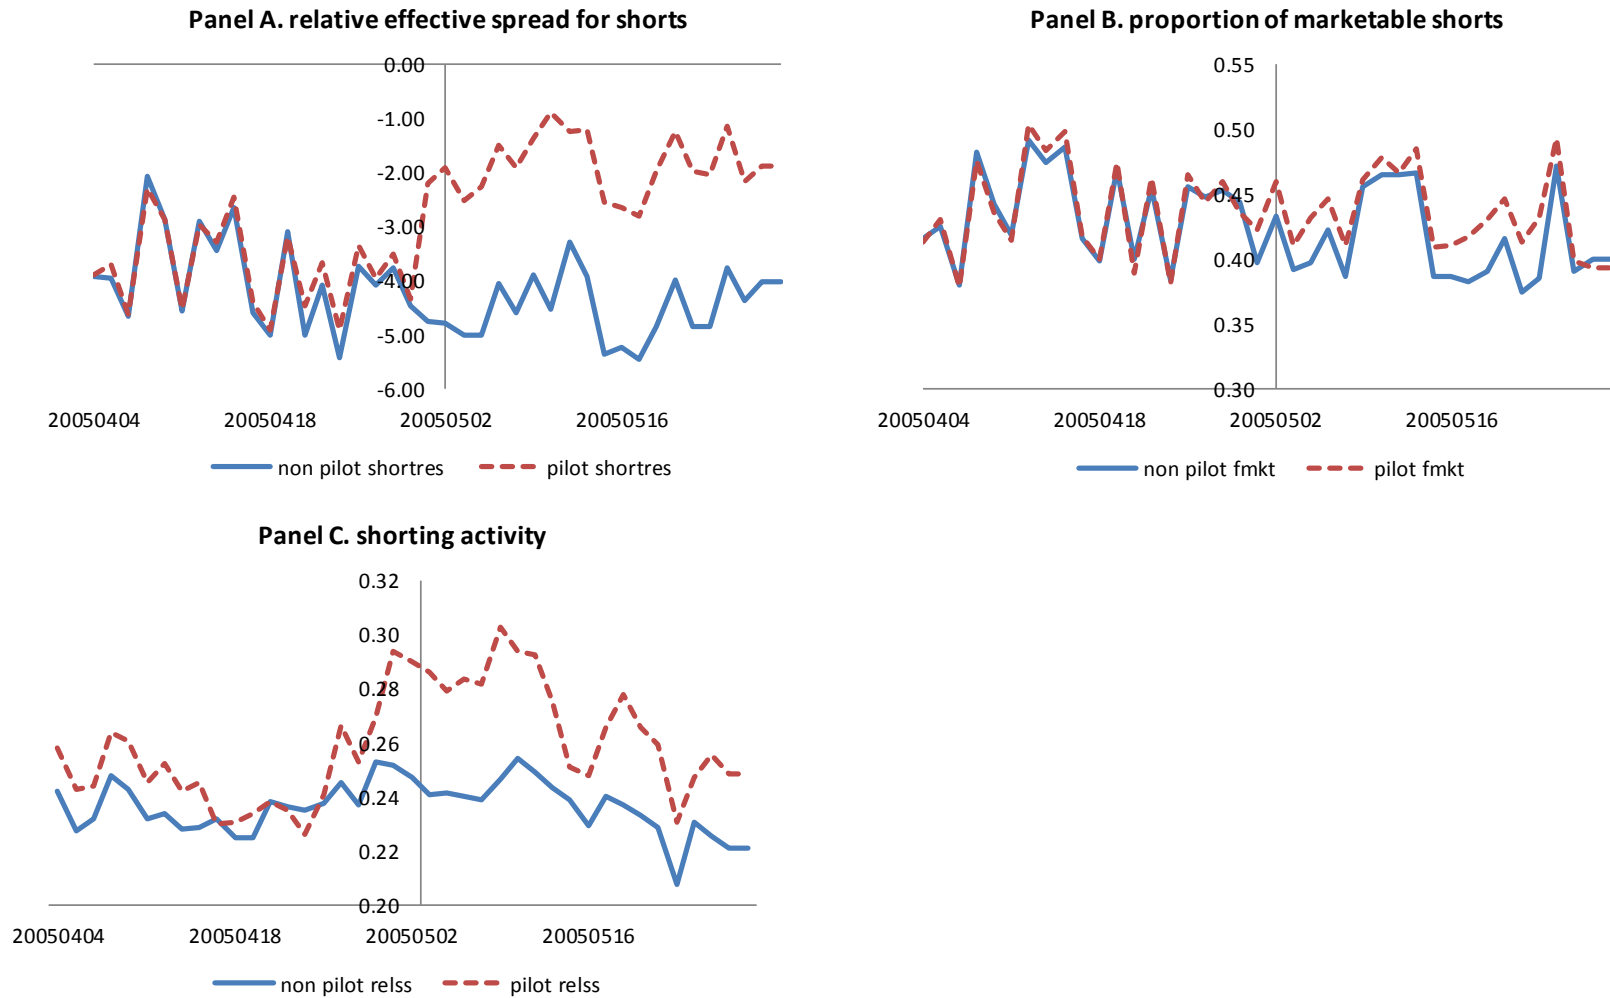 Panel A. relative effective spread for shorts
0.00
-1.00
-2.00
-3.00
-4.00
-5.00
-6.00
20050404 20050418 20050502 20050516
non pilot shortres pilot shortres
Panel B. proportion of marketable shorts
0.55
0.50
0.45
0.40
0.35
0.30
20050404 20050418 20050502 20050516
non pilot fmkt pilot fmkt
Panel C. shorting activity
0.32
0.30
0.28
0.26
0.24
0.22
0.20
20050404 20050418 20050502 20050516
non pilot relss pilot relss